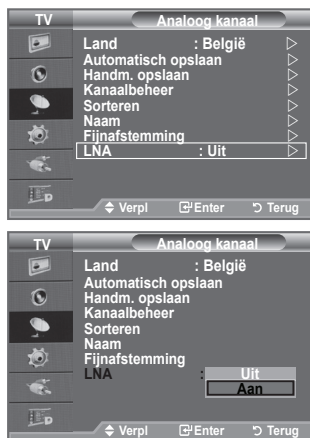 TV Analoog kanaal
Land : België
Automatisch opslaan
Handm. opslaan
Kanaalbeheer
Sorteren
Naam
Fijnafstemming
LNA : Uit
Verpl Enter Terug
TV Analoog kanaal
Land : België
Automatisch opslaan
Handm. opslaan
Kanaalbeheer
Sorteren
Naam
Fijnafstemming
LNA : Uit
Aan
Verpl Enter Terug